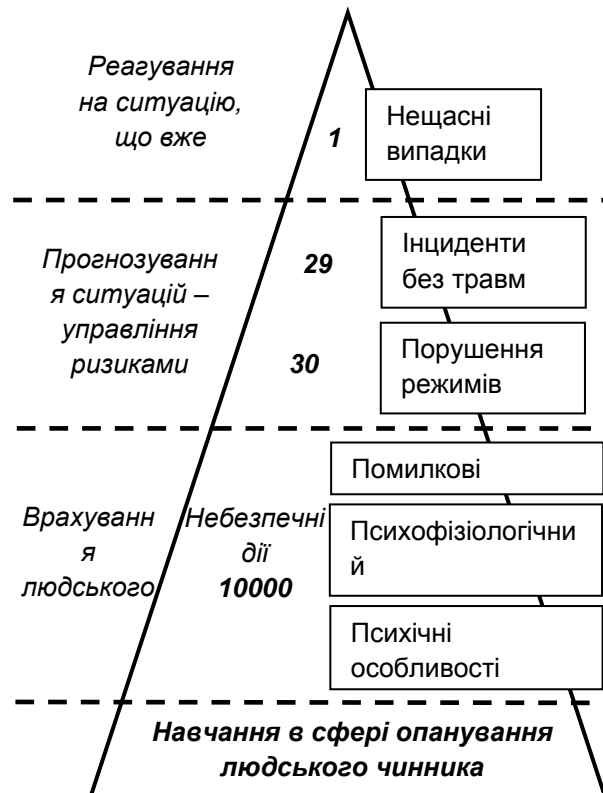 Реагування
на ситуацію,
що вже
1
Нещасні
випадки
Прогнозуванн
я ситуацій –
управління
ризиками
29
Інциденти
без травм
30
Порушення
режимів
Врахуванн
я
людського
Небезпечні
дії
10000
Помилкові
Психофізіологічни
й
Психічні
особливості
Навчання в сфері опанування
людського чинника